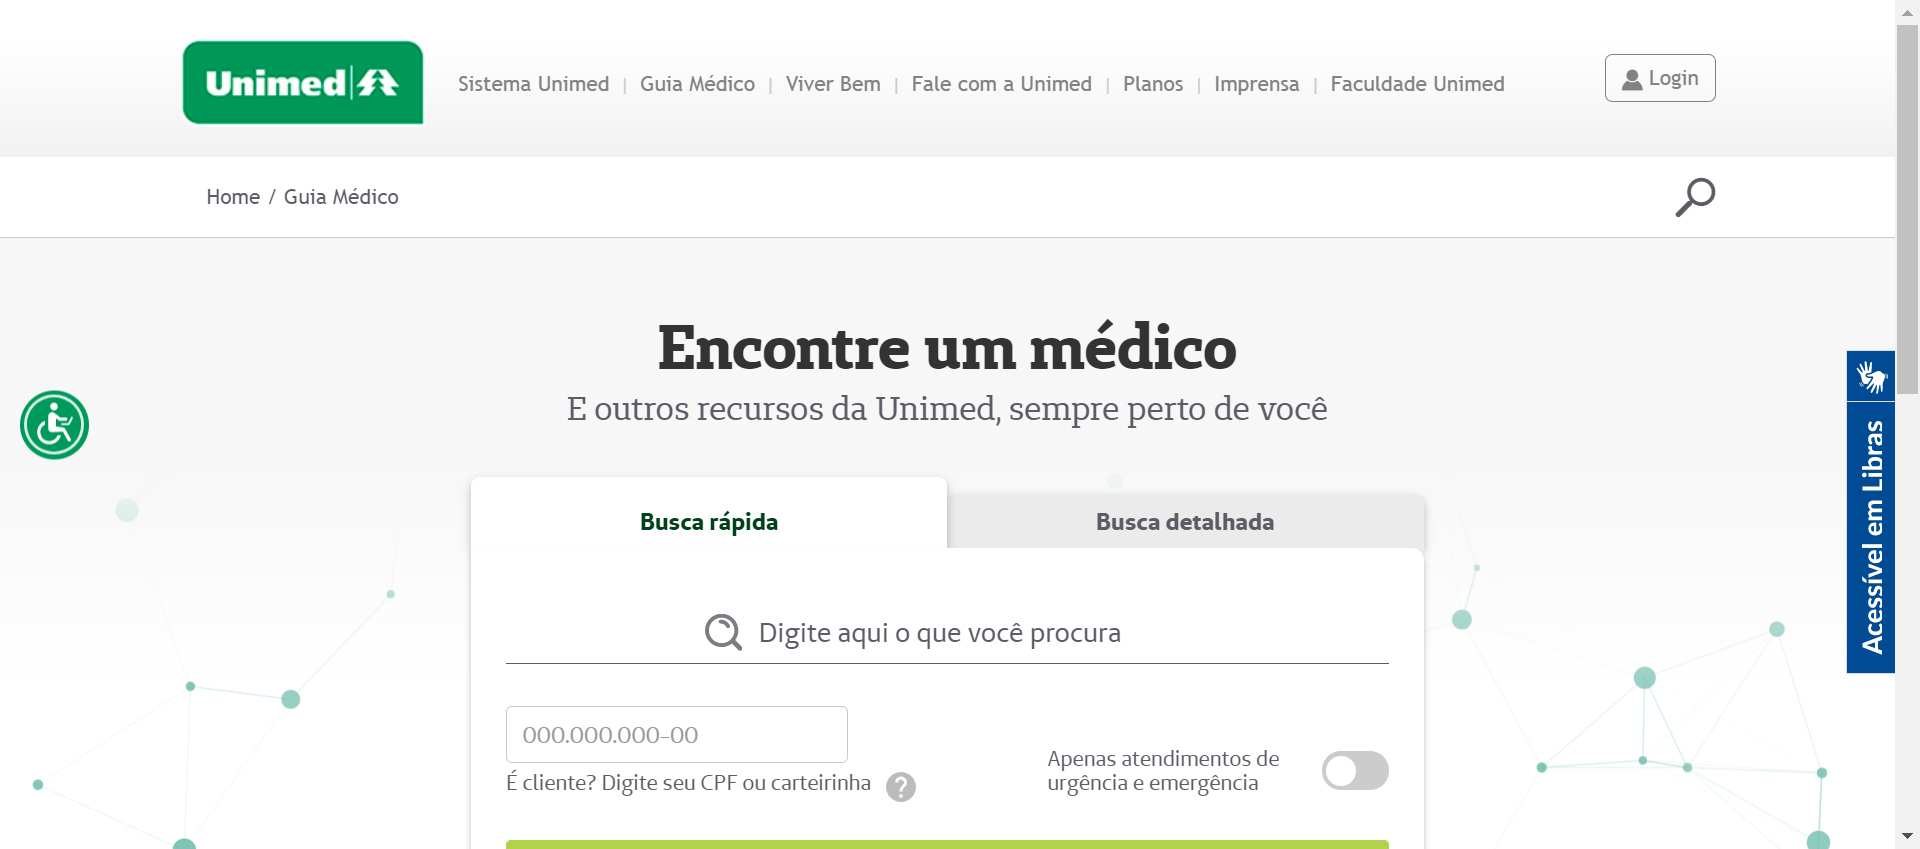 Unimed
Sistema Unimed | Guia Médico | Viver Bem | Fale com a Unimed | Planos | Imprensa | Faculdade Unimed
Login
Home / Guia Médico
Encontre um médico
E outros recursos da Unimed, sempre perto de você
Busca rápida
Busca detalhada
Digite aqui o que você procura
000.000.000-00
É cliente? Digite seu CPF ou carteirinha ?
Apenas atendimentos de
urgência e emergência
Acessível em Libras